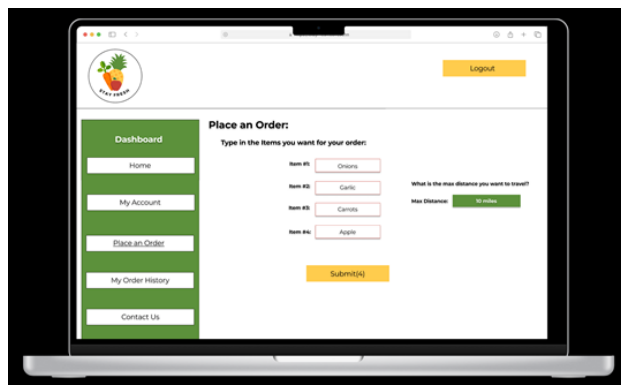 STAY FRESH
Logout
Dashboard
Home
My Account
Place an Order
My Order History
Contact Us
Place an Order:
Type in the Items you want for your order:
Item #1: Onions
Item #2: Garlic
Item #3: Carrots
Item #4: Apple
What is the max distance you want to travel?
Max Distance: 10 miles
Submit(4)